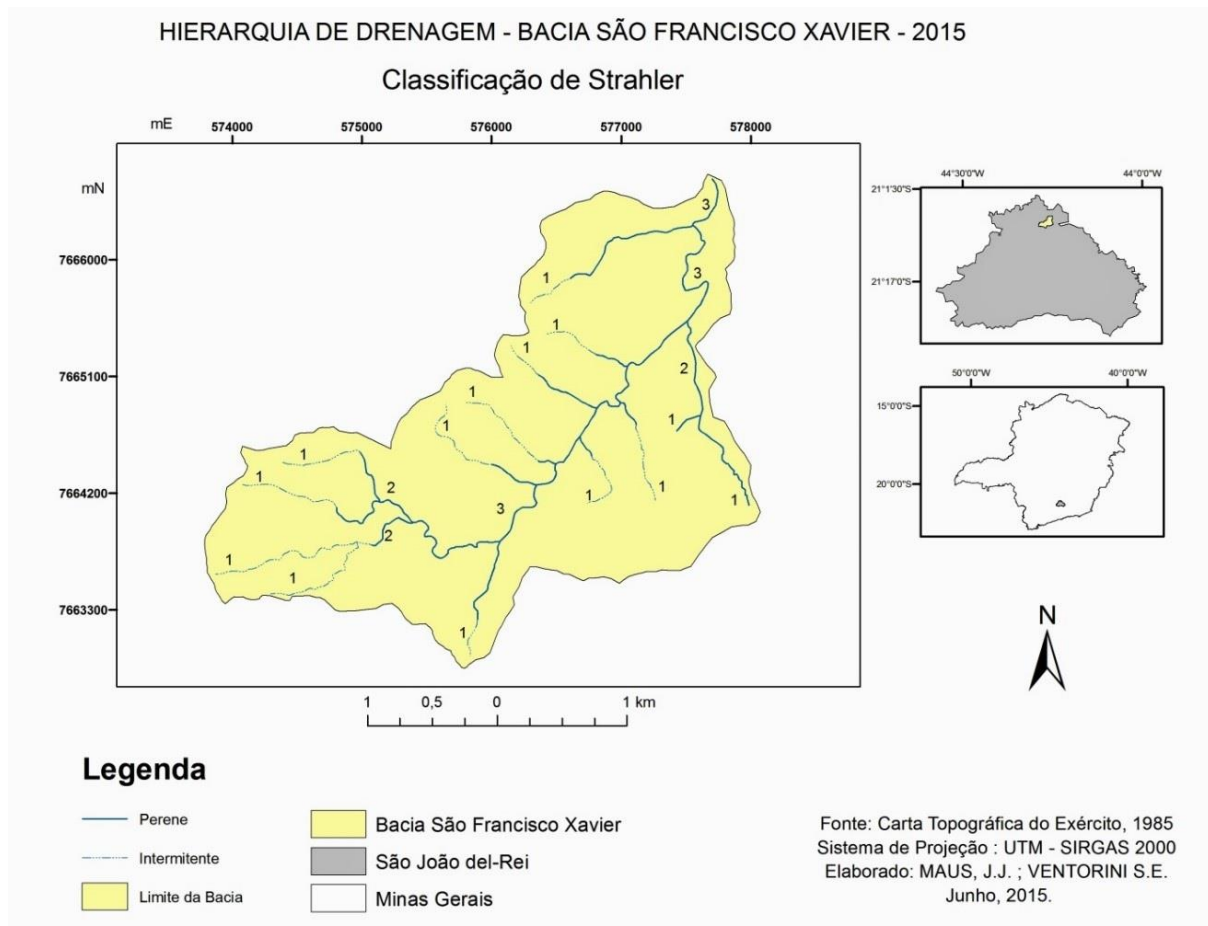 HIERARQUIA DE DRENAGEM - BACIA SÃO FRANCISCO XAVIER - 2015
Classificação de Strahler
mE 574000 575000 576000 577000 578000
mN
7666000
7665100
7664200
7663300
3
3
1
1
1
2
1
1
1
1
1
2
1
1
1
3
2
1
1
1
1 0,5 0 1 km
44°30'0"W 44°0'0"W
21°1'30"S
21°17'0"S
50°0'0"W 40°0'0"W
15°0'0"S
20°0'0"S
N
Legenda
Perene
Intermitente
Limite da Bacia
Bacia São Francisco Xavier
São João del-Rei
Minas Gerais
Fonte: Carta Topográfica do Exército, 1985
Sistema de Projeção : UTM - SIRGAS 2000
Elaborado: MAUS, J.J. ; VENTORINI S.E.
Junho, 2015.